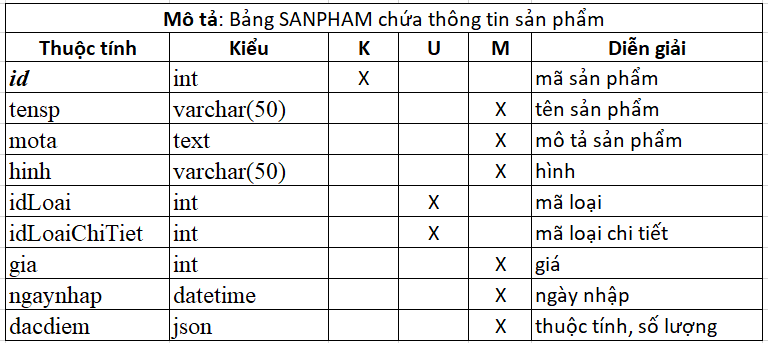 Mô tả: Bảng SANPHAM chứa thông tin sản phẩm
Thuộc tính Kiểu K U M Diễn giải
id int X mã sản phẩm
tensp varchar(50) X tên sản phẩm
mota text X mô tả sản phẩm
hinh varchar(50) X hình
idLoai int X mã loại
idLoaiChiTiet int X mã loại chi tiết
gia int X giá
ngaynhap datetime X ngày nhập
dacdiem json X thuộc tính, số lượng